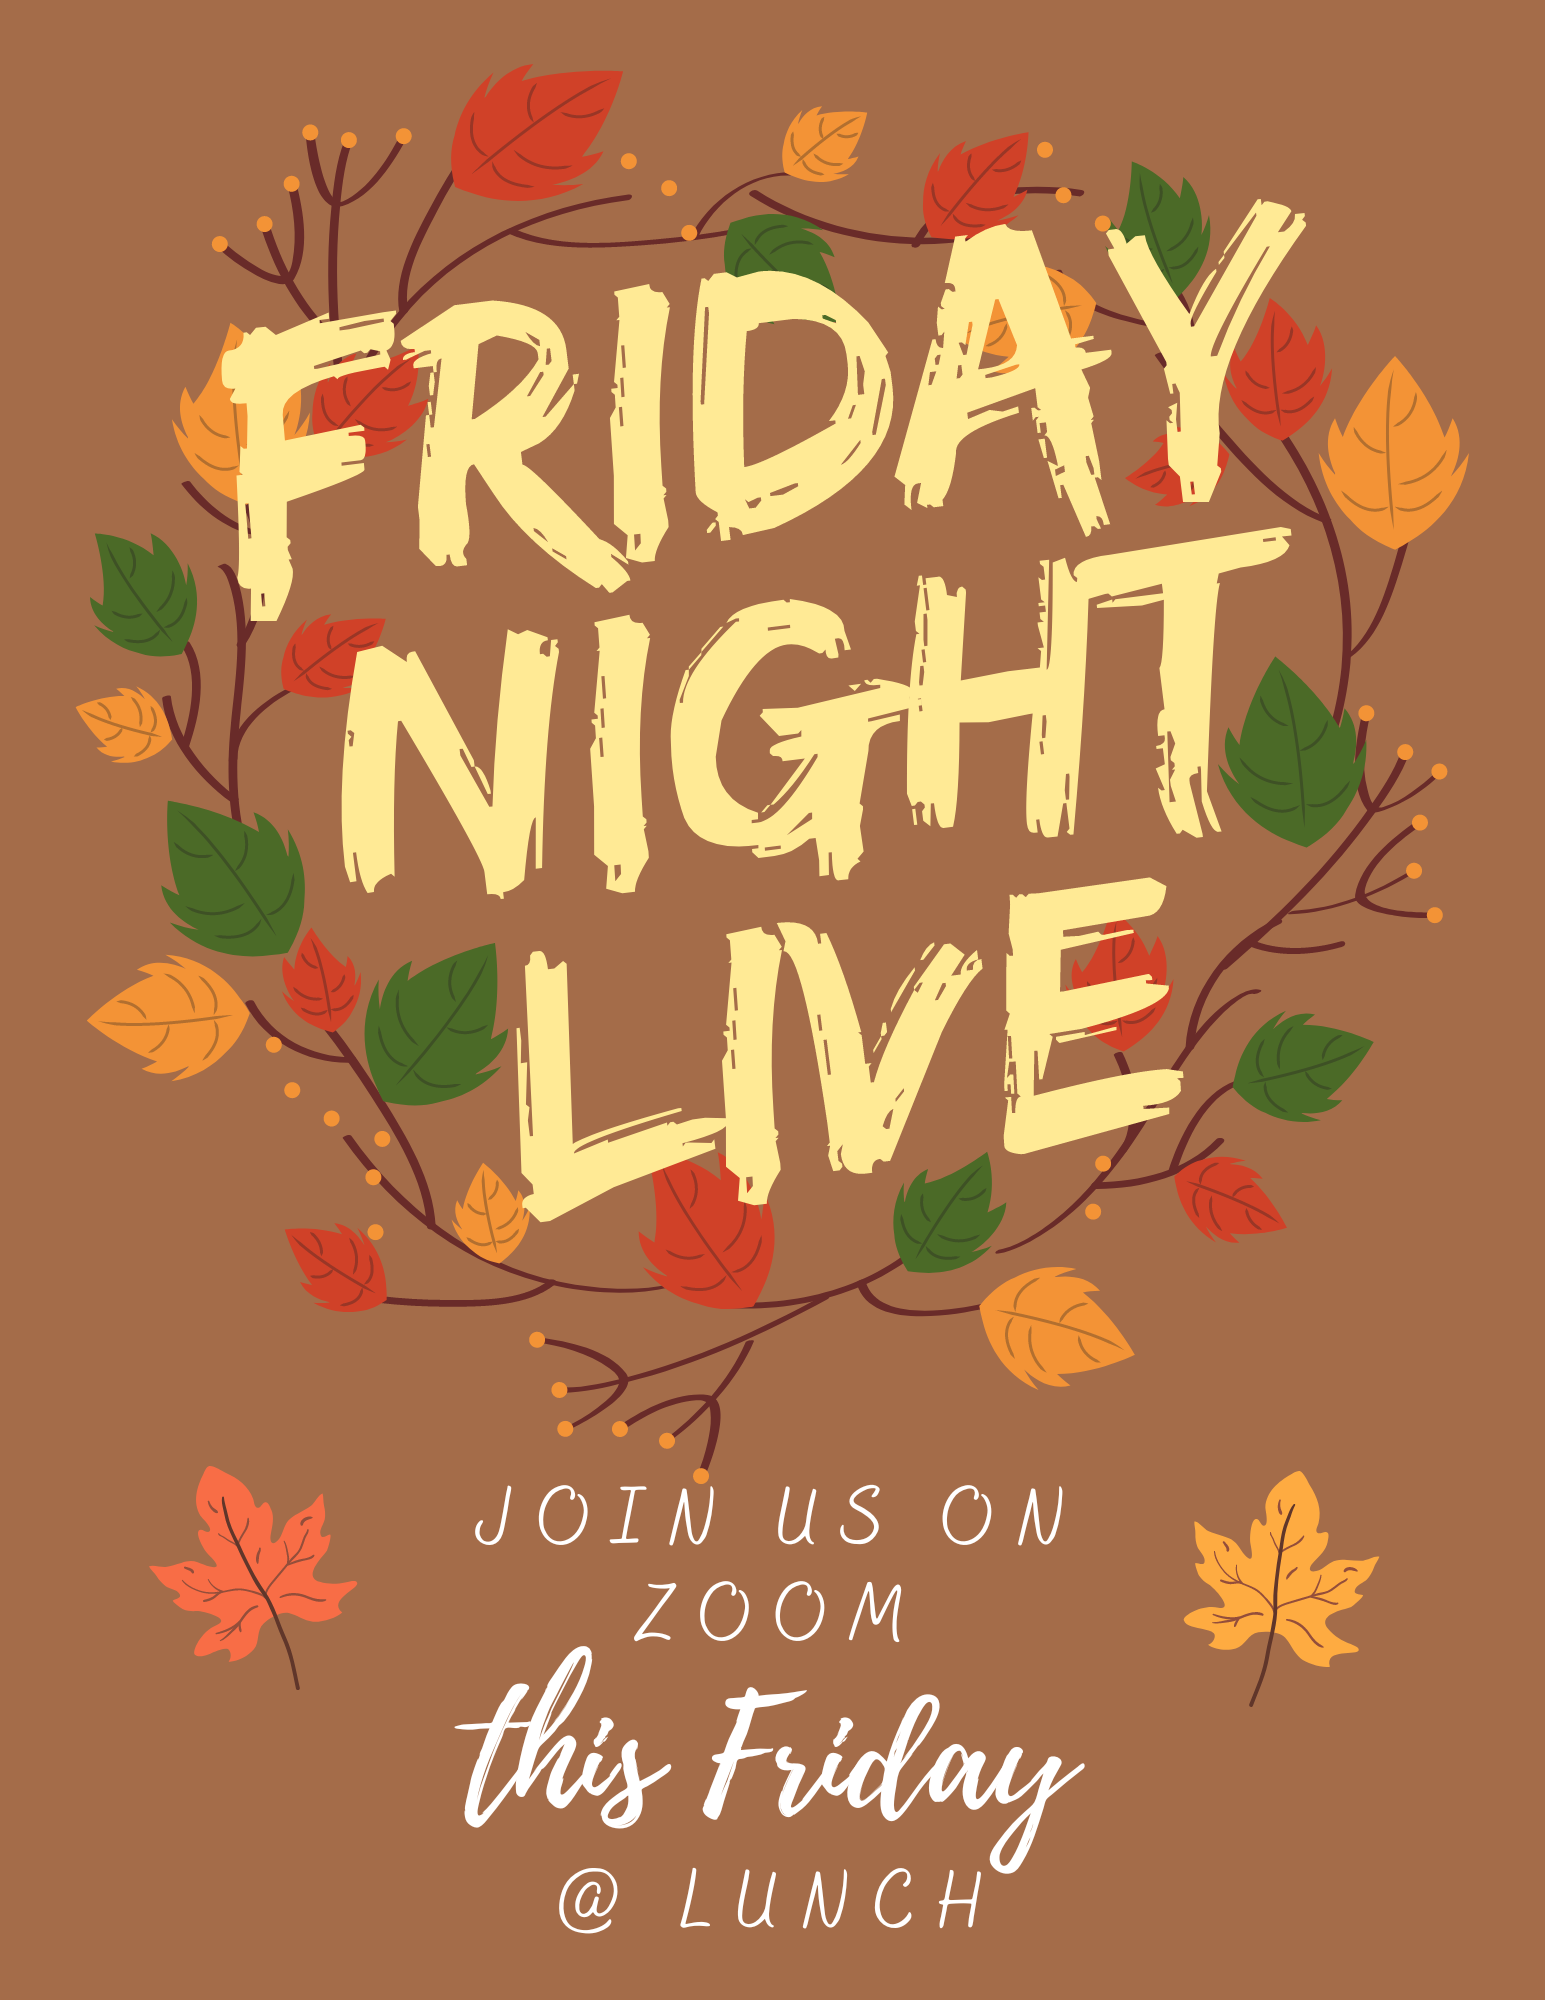 FRIDAY
NIGHT
LIVE
JOIN US ON
ZOOM
this Friday
@ LUNCH